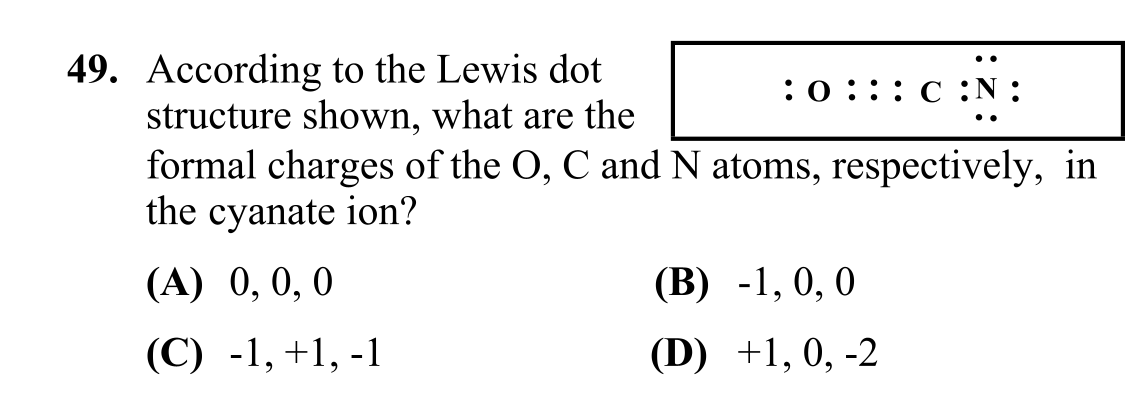 49. According to the Lewis dot
structure shown, what are the
: O : : : C : N̤̈ :
formal charges of the O, C and N atoms, respectively, in
the cyanate ion?
(A) 0, 0, 0 (B) -1, 0, 0
(C) -1, +1, -1 (D) +1, 0, -2